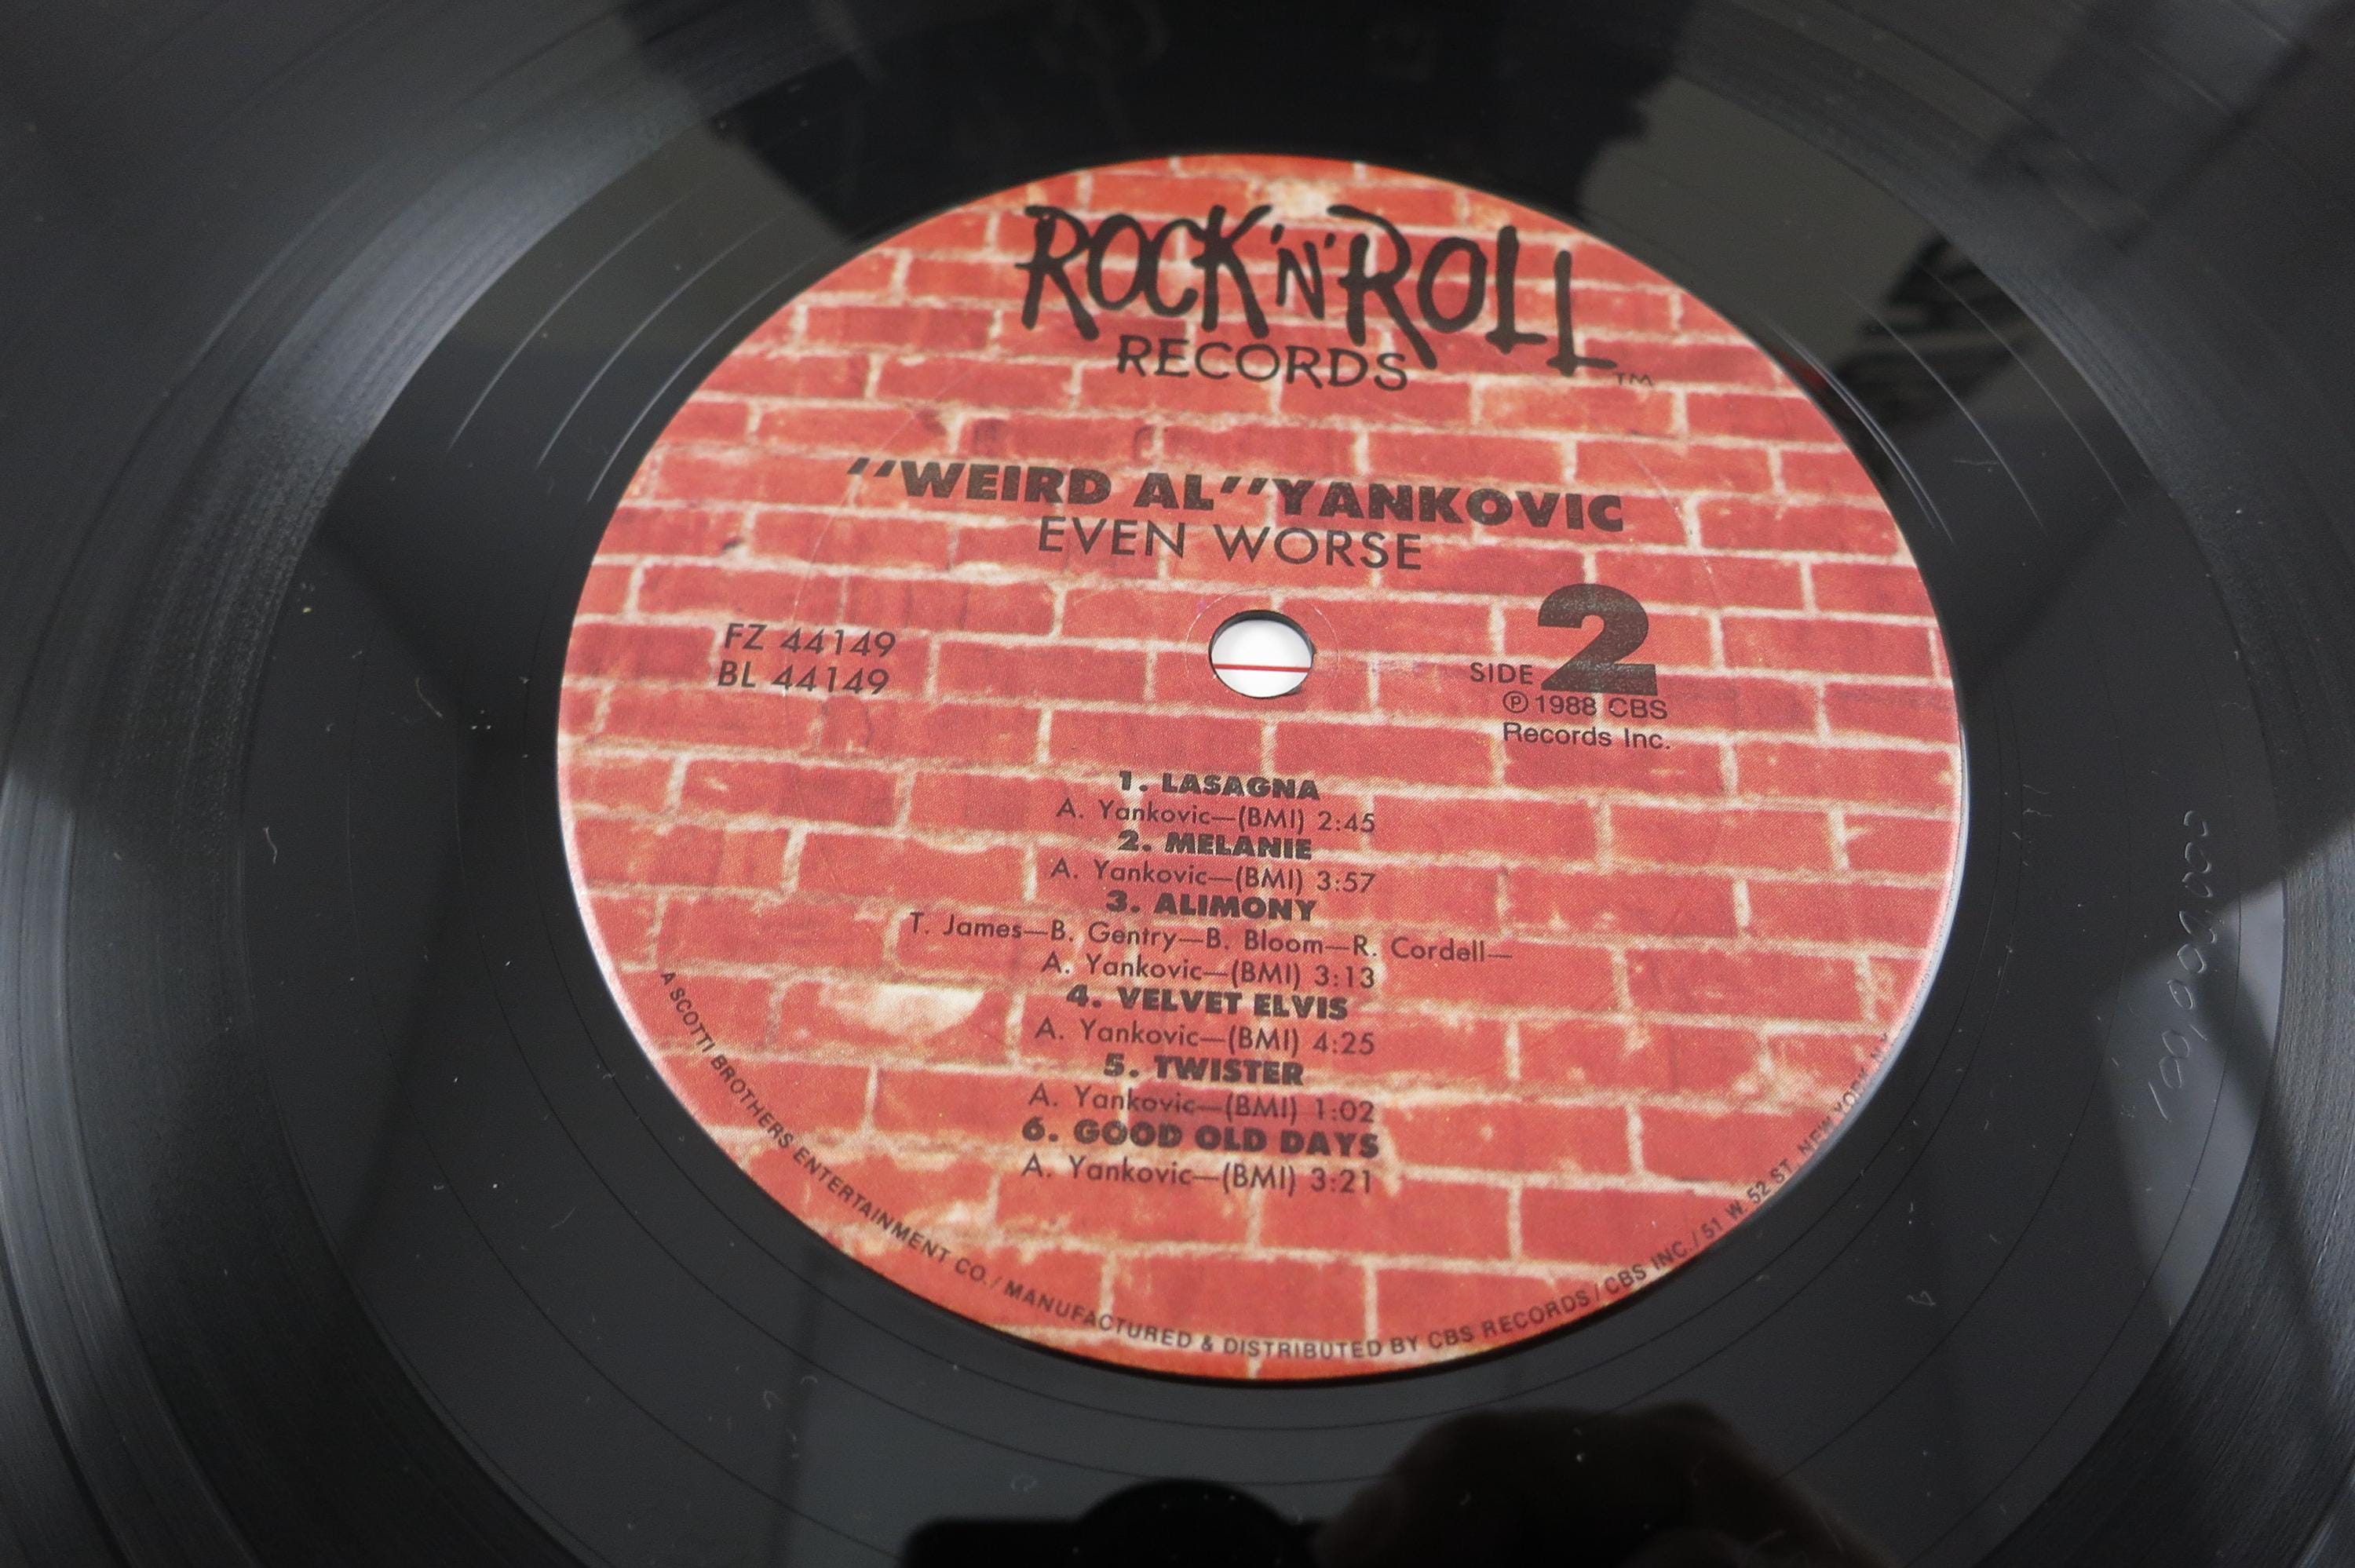 ROCK 'N' ROLL
RECORDS™
"WEIRD AL" YANKOVIC
EVEN WORSE
FZ 44149
BL 44149
SIDE 2
℗ 1988 CBS
Records Inc.
1. LASAGNA
A. Yankovic—(BMI) 2:45
2. MELANIE
A. Yankovic—(BMI) 3:57
3. ALIMONY
T. James—B. Gentry—B. Bloom—R. Cordell—
A. Yankovic—(BMI) 3:13
4. VELVET ELVIS
A. Yankovic—(BMI) 4:25
5. TWISTER
A. Yankovic—(BMI) 1:02
6. GOOD OLD DAYS
A. Yankovic—(BMI) 3:21
A SCOTTI BROTHERS ENTERTAINMENT CO. / MANUFACTURED & DISTRIBUTED BY CBS RECORDS / CBS INC. / 51 W. 52 ST. NEW YORK, NY